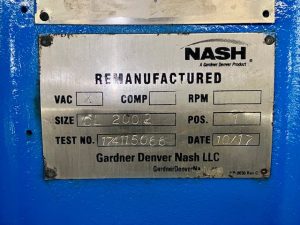 NASH
A Gardner Denver Product
REMANUFACTURED
VAC X COMP RPM
SIZE CL 2002 POS. 1
TEST NO. DATE 10/17
Gardner Denver Nash LLC